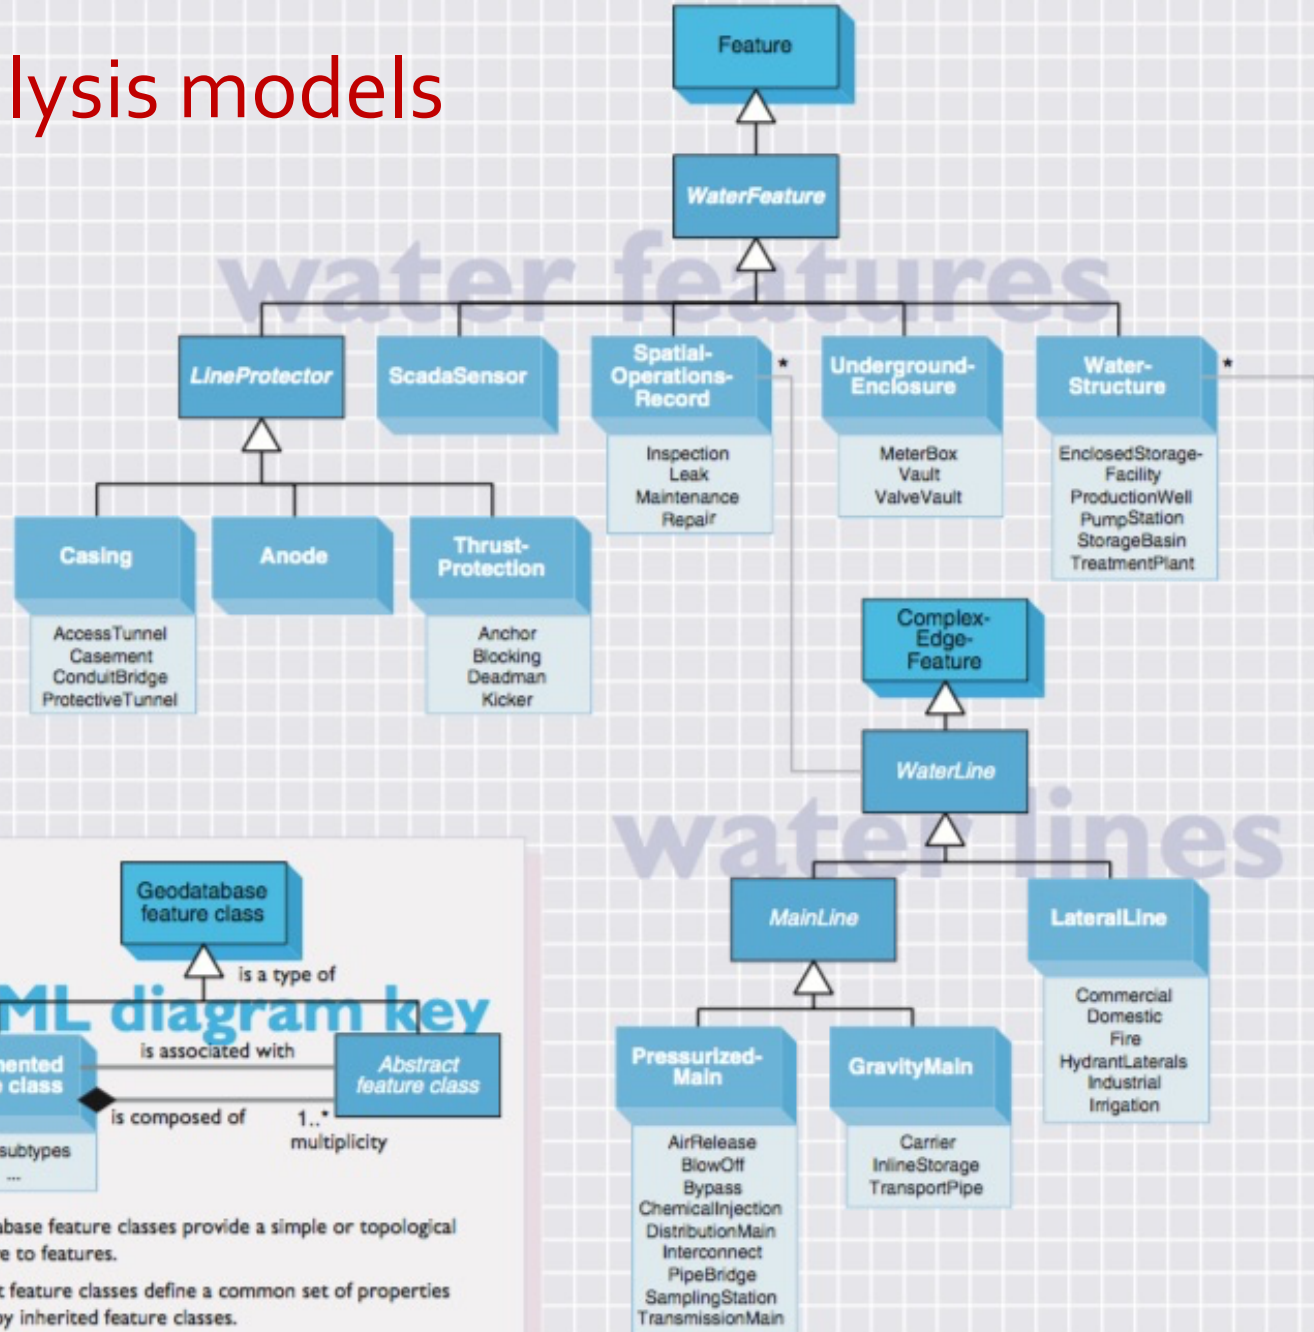 lysis models
Feature
WaterFeature
water features
LineProtector
ScadaSensor
Spatial-
Operations-
Record
*
Underground-
Enclosure
Water-
Structure
*
Inspection
Leak
Maintenance
Repair
MeterBox
Vault
ValveVault
EnclosedStorage-
Facility
ProductionWell
PumpStation
StorageBasin
TreatmentPlant
Casing
Anode
Thrust-
Protection
AccessTunnel
Casement
ConduitBridge
ProtectiveTunnel
Anchor
Blocking
Deadman
Kicker
Complex-
Edge-
Feature
WaterLine
water lines
MainLine
LateralLine
Commercial
Domestic
Fire
HydrantLaterals
Industrial
Irrigation
Pressurized-
Main
GravityMain
AirRelease
BlowOff
Bypass
ChemicalInjection
DistributionMain
Interconnect
PipeBridge
SamplingStation
TransmissionMain
Carrier
InlineStorage
TransportPipe
Geodatabase
feature class
is a type of
ML diagram key
mented
e class
is associated with
Abstract
feature class
is composed of
1..*
multiplicity
subtypes
...
abase feature classes provide a simple or topological
re to features.
t feature classes define a common set of properties
by inherited feature classes.